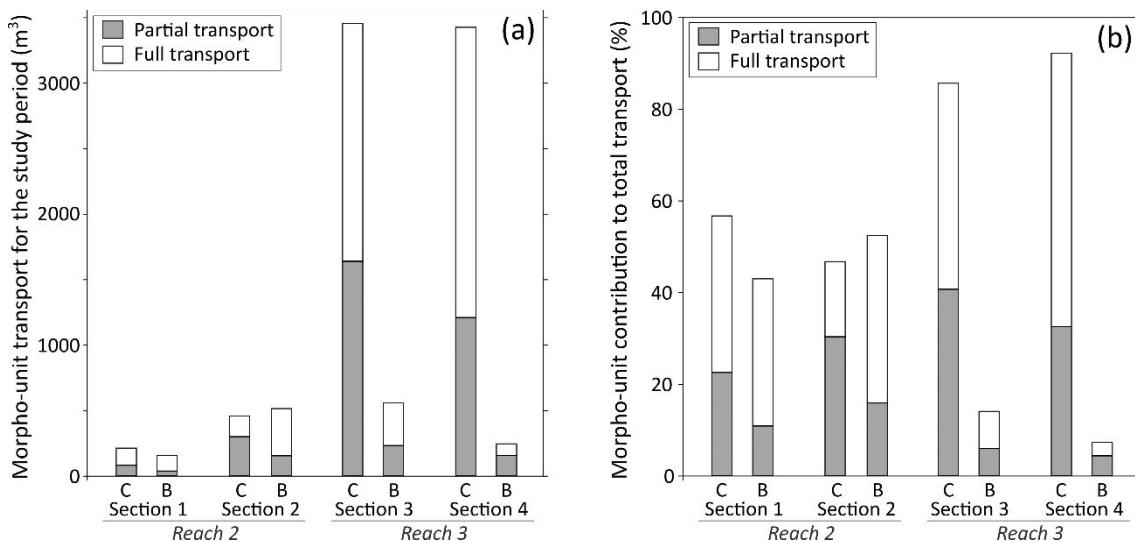 Morpho-unit transport for the study period (m³)
3000
2000
1000
0
Partial transport
Full transport
(a)
C B C B C B C B
Section 1 Section 2 Section 3 Section 4
Reach 2 Reach 3
Morpho-unit contribution to total transport (%)
100
80
60
40
20
0
Partial transport
Full transport
(b)
C B C B C B C B
Section 1 Section 2 Section 3 Section 4
Reach 2 Reach 3